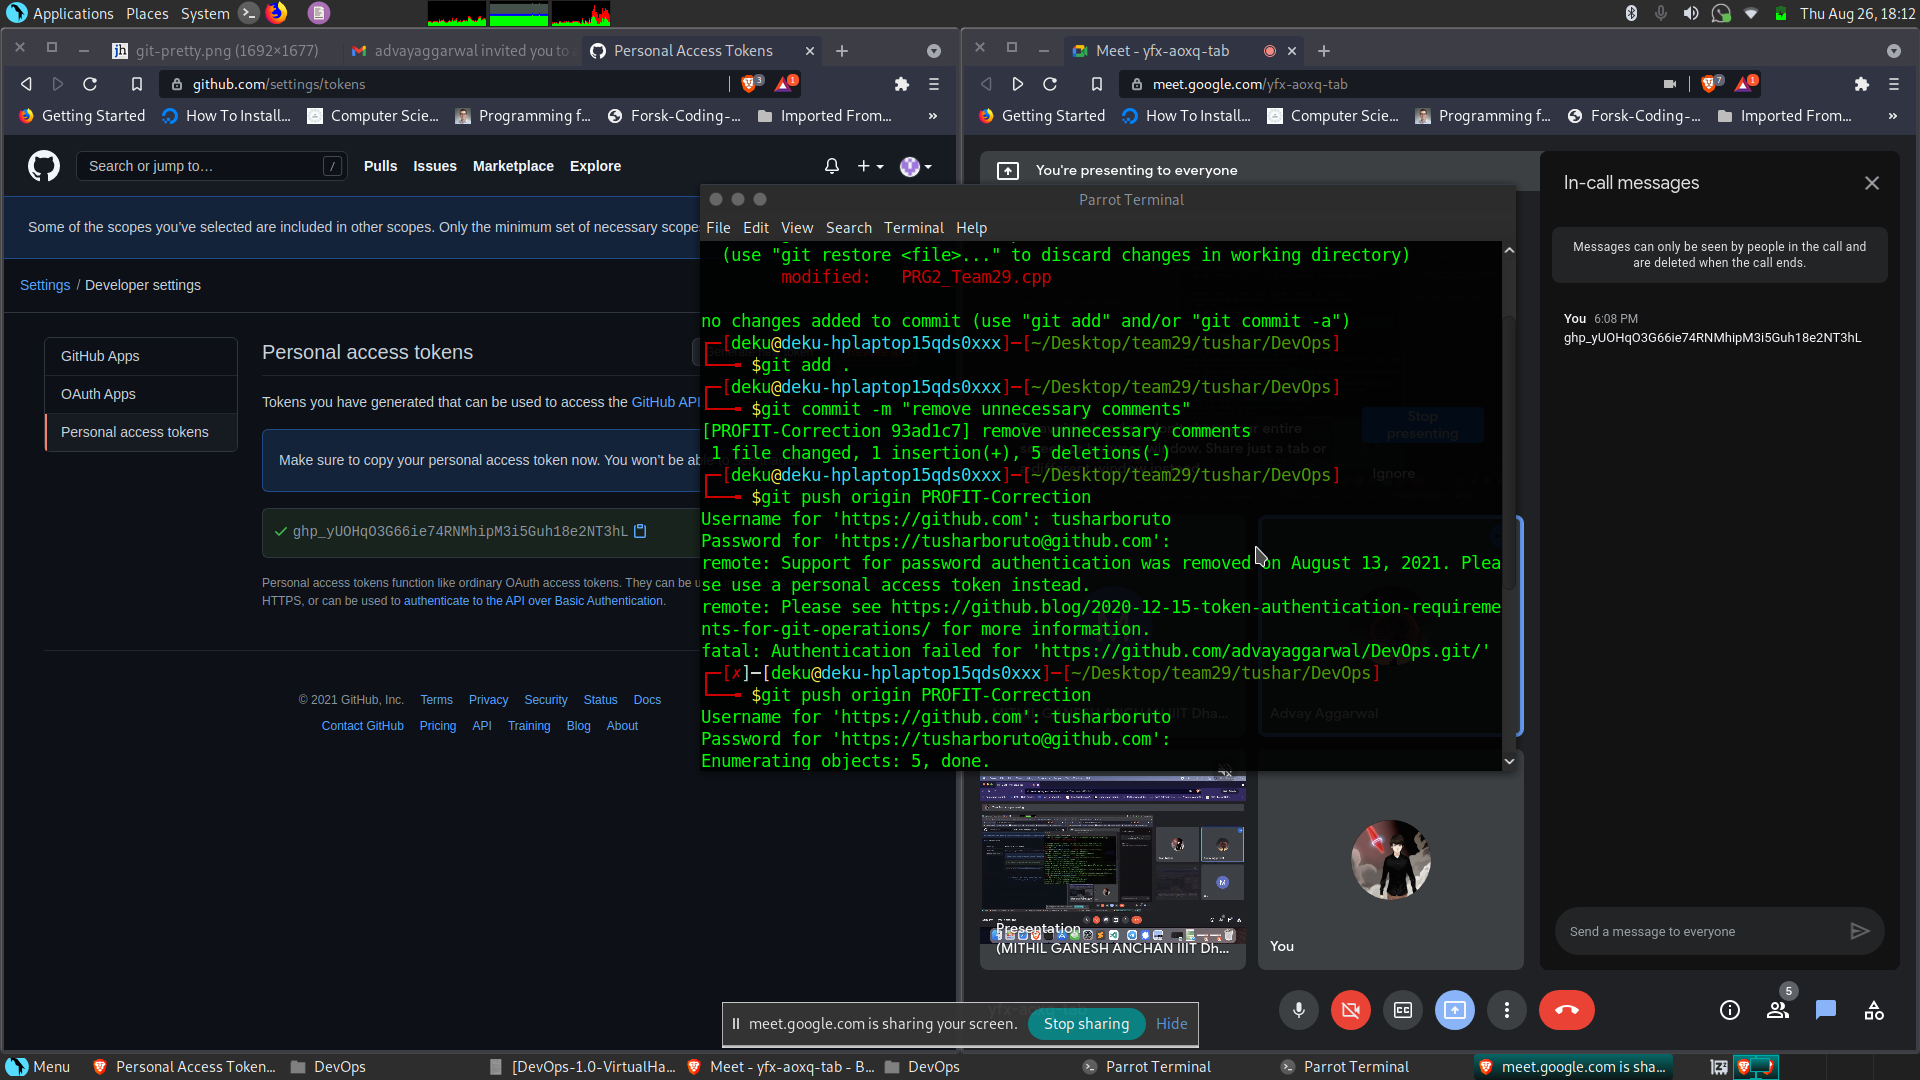 Applications Places System
Thu Aug 26, 18:12
git-pretty.png (1692×1677)
advayaggarwal invited you to
Personal Access Tokens
github.com/settings/tokens
3
1
Getting Started
How To Install...
Computer Scie...
Programming f...
Forsk-Coding-...
Imported From...
»
Search or jump to…
/
Pulls Issues Marketplace Explore
Some of the scopes you've selected are included in other scopes. Only the minimum set of necessary scope
Settings / Developer settings
GitHub Apps
OAuth Apps
Personal access tokens
Personal access tokens
Tokens you have generated that can be used to access the GitHub API
Make sure to copy your personal access token now. You won't be ab
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
Personal access tokens function like ordinary OAuth access tokens. They can be u
HTTPS, or can be used to authenticate to the API over Basic Authentication.
© 2021 GitHub, Inc. Terms Privacy Security Status Docs
Contact GitHub Pricing API Training Blog About
Parrot Terminal
File Edit View Search Terminal Help
(use "git restore <file>..." to discard changes in working directory)
modified: PRG2_Team29.cpp
no changes added to commit (use "git add" and/or "git commit -a")
[deku@deku-hplaptop15qds0xxx]─[~/Desktop/team29/tushar/DevOps]
$git add .
[deku@deku-hplaptop15qds0xxx]─[~/Desktop/team29/tushar/DevOps]
$git commit -m "remove unnecessary comments"
[PROFIT-Correction 93ad1c7] remove unnecessary comments
1 file changed, 1 insertion(+), 5 deletions(-)
[deku@deku-hplaptop15qds0xxx]─[~/Desktop/team29/tushar/DevOps]
$git push origin PROFIT-Correction
Username for 'https://github.com': tusharboruto
Password for 'https://tusharboruto@github.com':
remote: Support for password authentication was removed on August 13, 2021. Plea
se use a personal access token instead.
remote: Please see https://github.blog/2020-12-15-token-authentication-requireme
nts-for-git-operations/ for more information.
fatal: Authentication failed for 'https://github.com/advayaggarwal/DevOps.git/'
[✗]─[deku@deku-hplaptop15qds0xxx]─[~/Desktop/team29/tushar/DevOps]
$git push origin PROFIT-Correction
Username for 'https://github.com': tusharboruto
Password for 'https://tusharboruto@github.com':
Enumerating objects: 5, done.
Meet - yfx-aoxq-tab
meet.google.com/yfx-aoxq-tab
7
1
Getting Started
How To Install...
Computer Scie...
Programming f...
Forsk-Coding-...
Imported From...
»
You're presenting to everyone
Stop
presenting
Ignore
Advay Aggarwal
Presentation
(MITHIL GANESH ANCHAN IIIT Dh...
You
In-call messages
Messages can only be seen by people in the call and
are deleted when the call ends.
You 6:08 PM
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
Send a message to everyone
5
meet.google.com is sharing your screen.
Stop sharing
Hide
Menu
Personal Access Token...
DevOps
[DevOps-1.0-VirtualHa...
Meet - yfx-aoxq-tab - B...
DevOps
Parrot Terminal
Parrot Terminal
meet.google.com is sha...